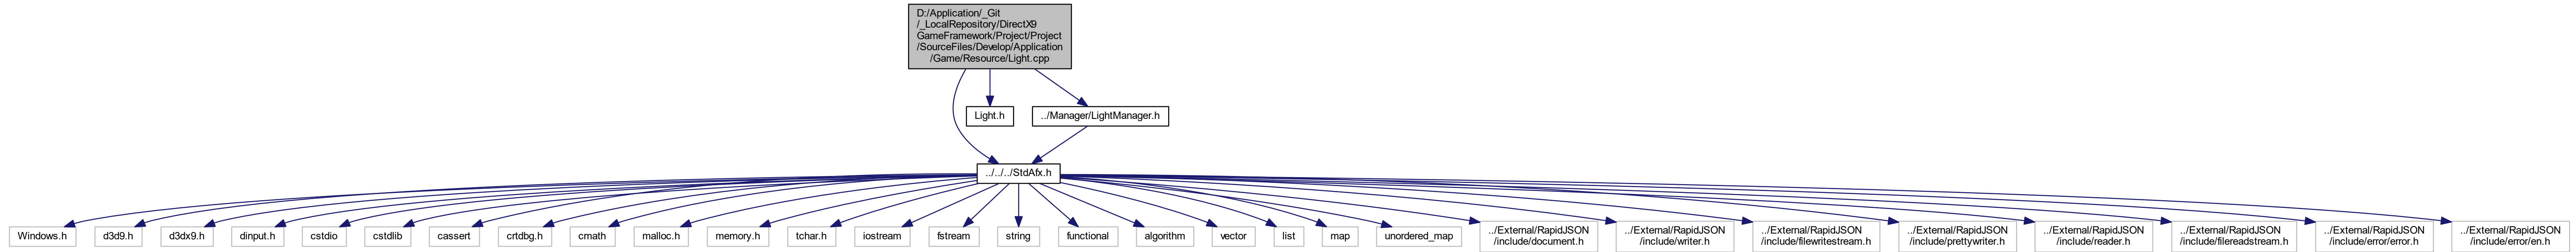 D:/Application/_Git
/_LocalRepository/DirectX9
GameFramework/Project/Project
/SourceFiles/Develop/Application
/Game/Resource/Light.cpp
Light.h
../Manager/LightManager.h
../../../StdAfx.h
Windows.h
d3d9.h
d3dx9.h
dinput.h
cstdio
cstdlib
cassert
crtdbg.h
cmath
malloc.h
memory.h
tchar.h
iostream
fstream
string
functional
algorithm
vector
list
map
unordered_map
../External/RapidJSON
/include/document.h
../External/RapidJSON
/include/writer.h
../External/RapidJSON
/include/filewritestream.h
../External/RapidJSON
/include/prettywriter.h
../External/RapidJSON
/include/reader.h
../External/RapidJSON
/include/filereadstream.h
../External/RapidJSON
/include/error/error.h
../External/RapidJSON
/include/error/en.h